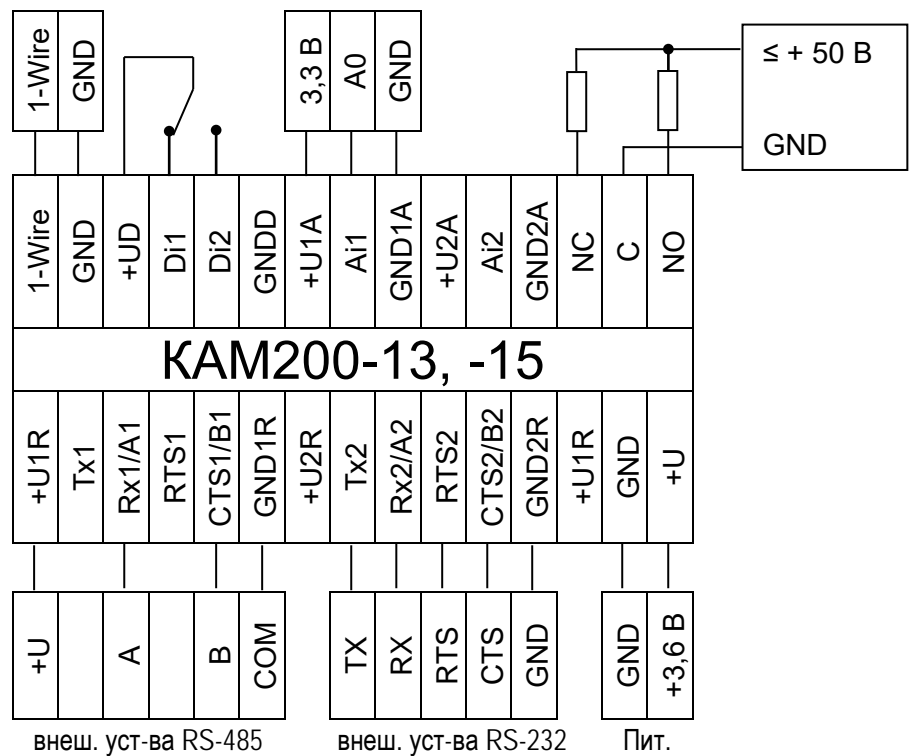 1-Wire GND
3,3 В A0 GND
≤ + 50 В
GND
1-Wire GND +UD Di1 Di2 GNDD +U1A Ai1 GND1A +U2A Ai2 GND2A NC C NO
КАМ200-13, -15
+U1R Tx1 Rx1/A1 RTS1 CTS1/B1 GND1R +U2R Tx2 Rx2/A2 RTS2 CTS2/B2 GND2R +U1R GND +U
+U A B COM
TX RX RTS CTS GND
GND +3,6 В
внеш. уст-ва RS-485
внеш. уст-ва RS-232
Пит.